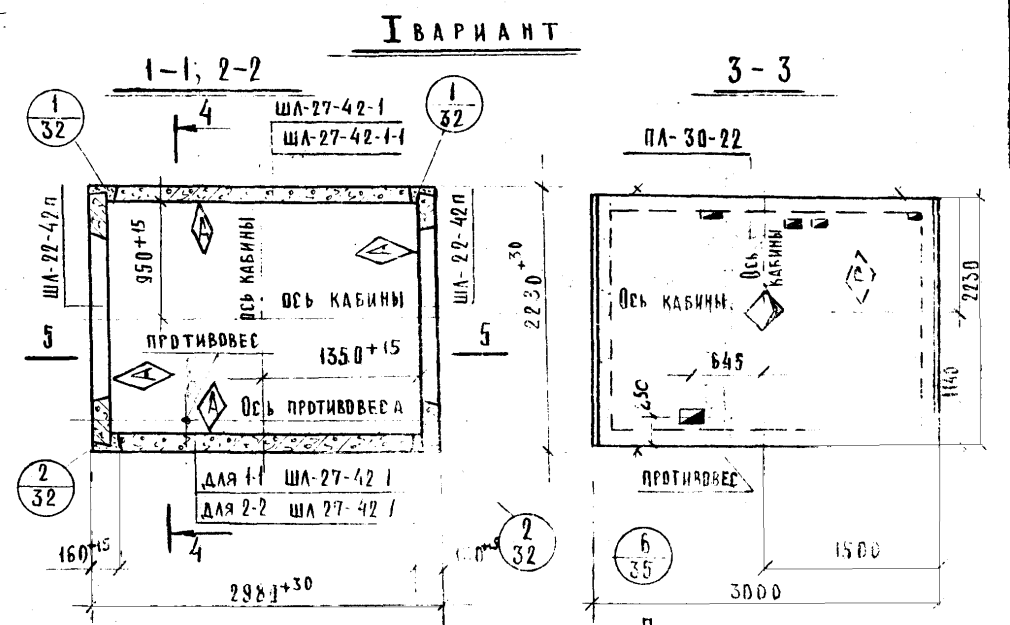 I ВАРИАНТ
1-1; 2-2
3 - 3
1
32
4
ШЛ-27-42-1
ШЛ-27-42-1-1
1
32
ПЛ-30-22
ШЛ-22-42п
950+15
А
ОСЬ КАБИНЫ
А
ОСЬ КАБИНЫ
ШЛ-22-42п
2230+30
5
ПРОТИВОВЕС
1350+15
5
А
А
ОСЬ ПРОТИВОВЕСА
ОСЬ КАБИНЫ
ОСЬ КАБИНЫ
С
2230
645
1140
250
ПРОТИВОВЕС
2
32
ДЛЯ 1-1 ШЛ-27-42
ДЛЯ 2-2 ШЛ 27-42
4
160+15
2
32
6
35
1500
+30
3000